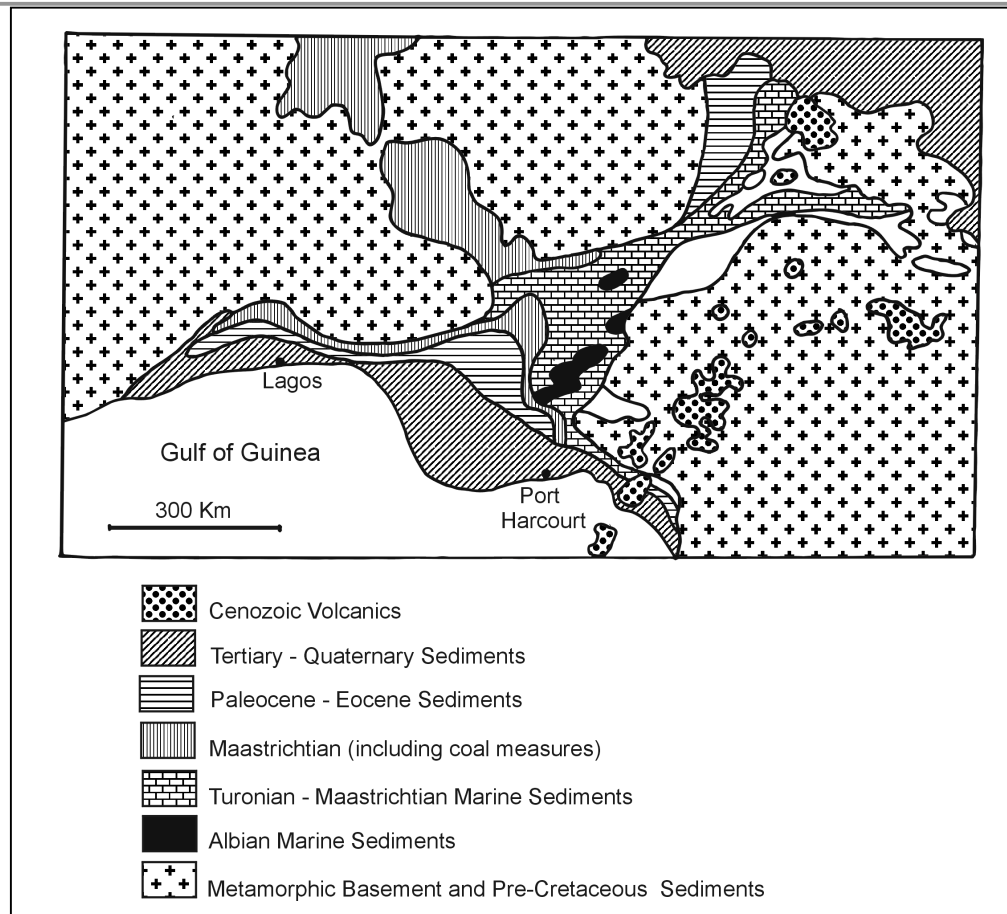 Lagos
Gulf of Guinea
300 Km
Port
Harcourt
Cenozoic Volcanics
Tertiary - Quaternary Sediments
Paleocene - Eocene Sediments
Maastrichtian (including coal measures)
Turonian - Maastrichtian Marine Sediments
Albian Marine Sediments
Metamorphic Basement and Pre-Cretaceous Sediments